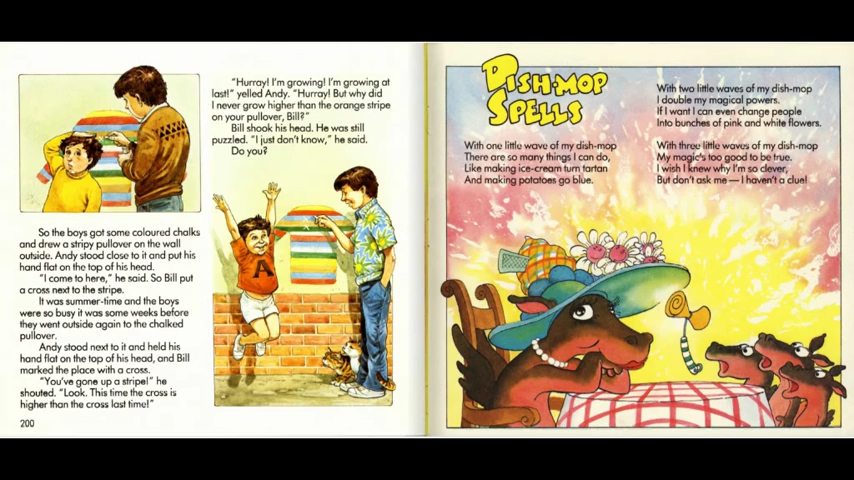 So the boys got some coloured chalks
and drew a stripy pullover on the wall
outside. Andy stood close to it and put his
hand flat on the top of his head.
"I come to here," he said. So Bill put
a cross next to the stripe.
It was summer-time and the boys
were so busy it was some weeks before
they went outside again to the chalked
pullover.
Andy stood next to it and held his
hand flat on the top of his head, and Bill
marked the place with a cross.
"You've gone up a stripe!" he
shouted. "Look. This time the cross is
higher than the cross last time!"
200
"Hurray! I'm growing! I'm growing at
last!" yelled Andy. "Hurray! But why did
I never grow higher than the orange stripe
on your pullover, Bill?"
Bill shook his head. He was still
puzzled. "I just don't know," he said.
Do you?
A
DISH-MOP
SPELLS
With one little wave of my dish-mop
There are so many things I can do,
Like making ice-cream turn tartan
And making potatoes go blue.
With two little waves of my dish-mop
I double my magical powers.
If I want I can even change people
Into bunches of pink and white flowers.
With three little waves of my dish-mop
My magic's too good to be true.
I wish I knew why I'm so clever,
But don't ask me — I haven't a clue!